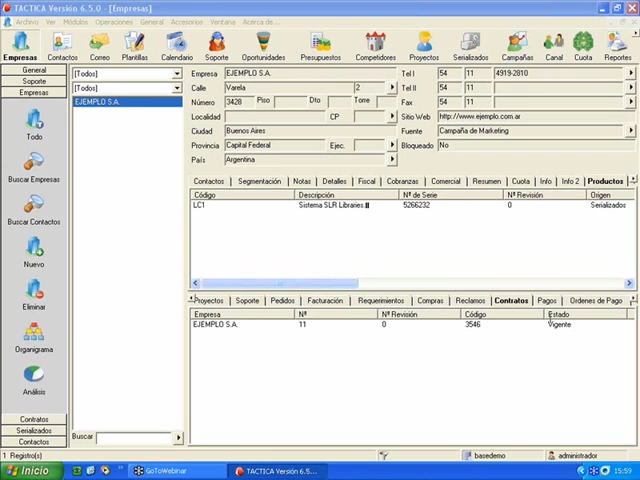 TACTICA Versión 6.5.0 - [Empresas]
Archivo Ver Módulos Operaciones General Accesorios Ventana Acerca de...
Empresas Contactos Correo Plantillas Calendario Soporte Oportunidades Presupuestos Competidores Proyectos Serializados Campañas Canal Cuota Reportes
General
Soporte
Empresas
Todo
Buscar Empresas
Buscar Contactos
Nuevo
Eliminar
Organigrama
Análisis
Contratos
Serializados
Contactos
[Todos]
[Todos]
EJEMPLO S.A.
Buscar
Empresa EJEMPLO S.A. Tel I 54 11 4919-2810
Calle Varela 2 Tel II 54 11
Número 3428 Piso Dto Torre Fax 54 11
Localidad CP Sitio Web http://www.ejemplo.com.ar
Ciudad Buenos Aires Fuente Campaña de Marketing
Provincia Capital Federal Ejec. Bloqueado No
País Argentina
Contactos Segmentación Notas Detalles Fiscal Cobranzas Comercial Resumen Cuota Info Info 2 Productos
Código Descripción Nº de Serie Nº Revisión Origen
LC1 Sistema SLR Libraries 5266232 0 Serializados
Proyectos Soporte Pedidos Facturación Requerimientos Compras Reclamos Contratos Pagos Ordenes de Pago
Empresa Nº Nº Revisión Código Estado
EJEMPLO S.A. 11 0 3546 Vigente
1 Registro(s) basedemo administrador
Inicio GoToWebinar TACTICA Versión 6.5... 15:59